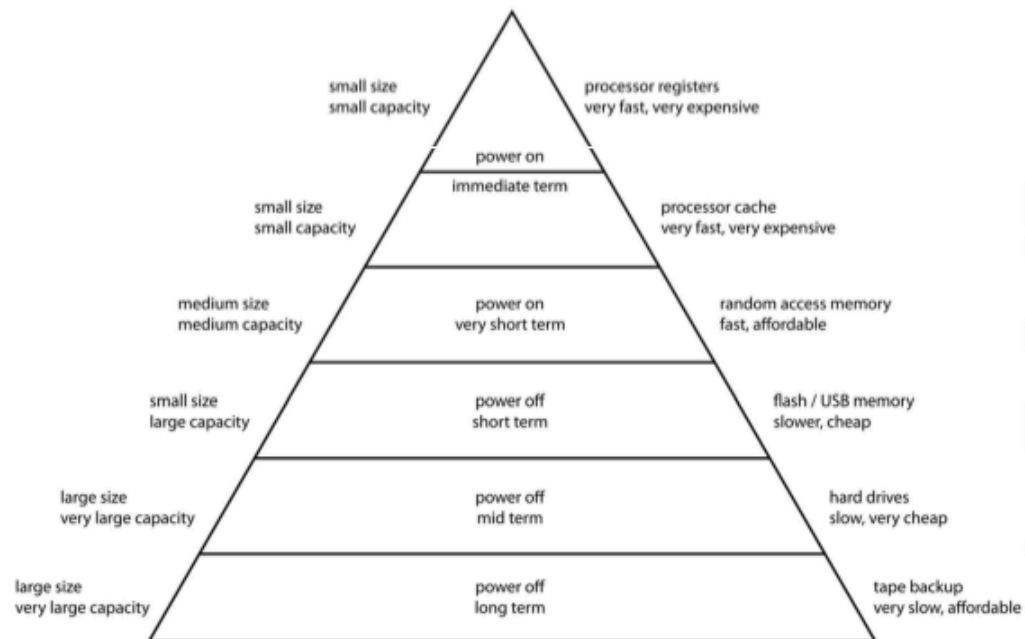 small size
small capacity
processor registers
very fast, very expensive
power on
immediate term
small size
small capacity
processor cache
very fast, very expensive
medium size
medium capacity
power on
very short term
random access memory
fast, affordable
small size
large capacity
power off
short term
flash / USB memory
slower, cheap
large size
very large capacity
power off
mid term
hard drives
slow, very cheap
large size
very large capacity
power off
long term
tape backup
very slow, affordable